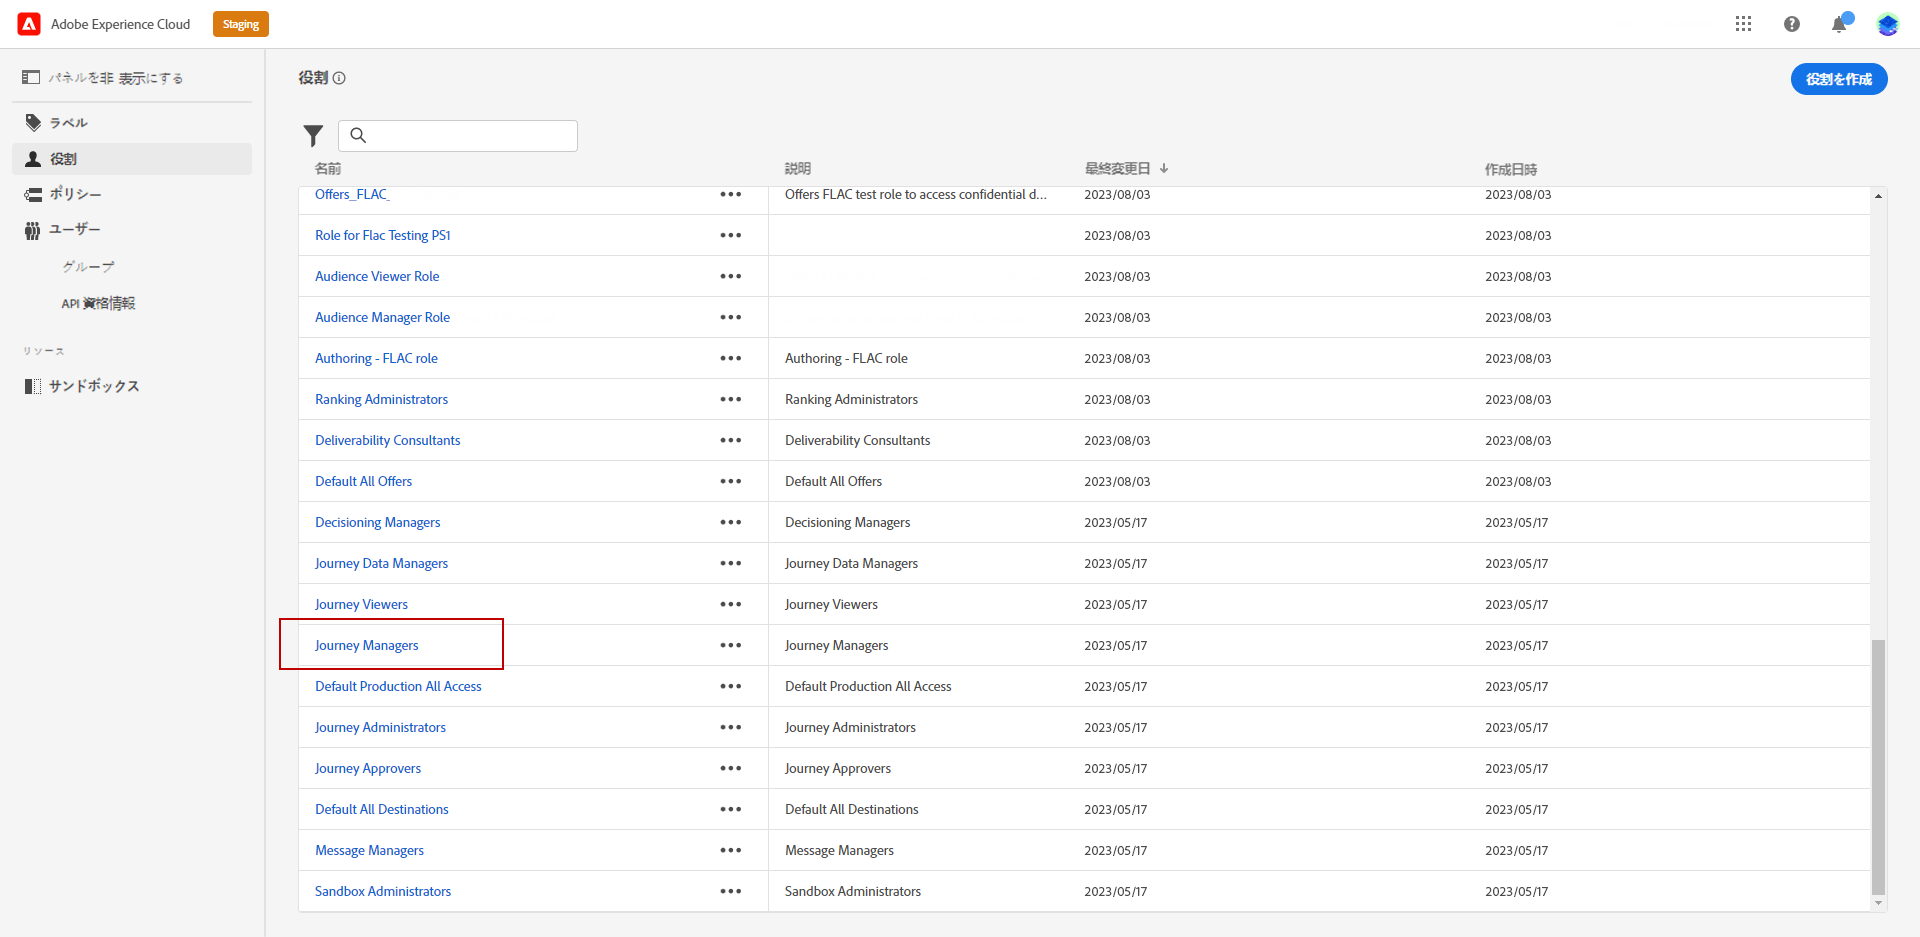 Adobe Experience Cloud Staging
パネルを非 表示にする
ラベル
役割
ポリシー
ユーザー
グループ
API 資格情報
リソース
サンドボックス
役割
役割を作成
名前 説明 最終変更日 作成日時
Offers_FLAC_ Offers FLAC test role to access confidential d... 2023/08/03 2023/08/03
Role for Flac Testing PS1 2023/08/03 2023/08/03
Audience Viewer Role 2023/08/03 2023/08/03
Audience Manager Role 2023/08/03 2023/08/03
Authoring - FLAC role Authoring - FLAC role 2023/08/03 2023/08/03
Ranking Administrators Ranking Administrators 2023/08/03 2023/08/03
Deliverability Consultants Deliverability Consultants 2023/08/03 2023/08/03
Default All Offers Default All Offers 2023/08/03 2023/08/03
Decisioning Managers Decisioning Managers 2023/05/17 2023/05/17
Journey Data Managers Journey Data Managers 2023/05/17 2023/05/17
Journey Viewers Journey Viewers 2023/05/17 2023/05/17
Journey Managers Journey Managers 2023/05/17 2023/05/17
Default Production All Access Default Production All Access 2023/05/17 2023/05/17
Journey Administrators Journey Administrators 2023/05/17 2023/05/17
Journey Approvers Journey Approvers 2023/05/17 2023/05/17
Default All Destinations Default All Destinations 2023/05/17 2023/05/17
Message Managers Message Managers 2023/05/17 2023/05/17
Sandbox Administrators Sandbox Administrators 2023/05/17 2023/05/17